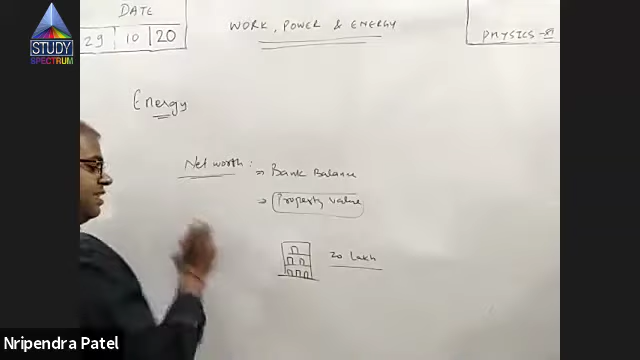 STUDY
SPECTRUM
DATE
29 10 20
WORK, POWER & ENERGY
PHYSICS -
Energy
Net worth :
→ Bank Balance
→ Property value
20 Lakh
Nripendra Patel